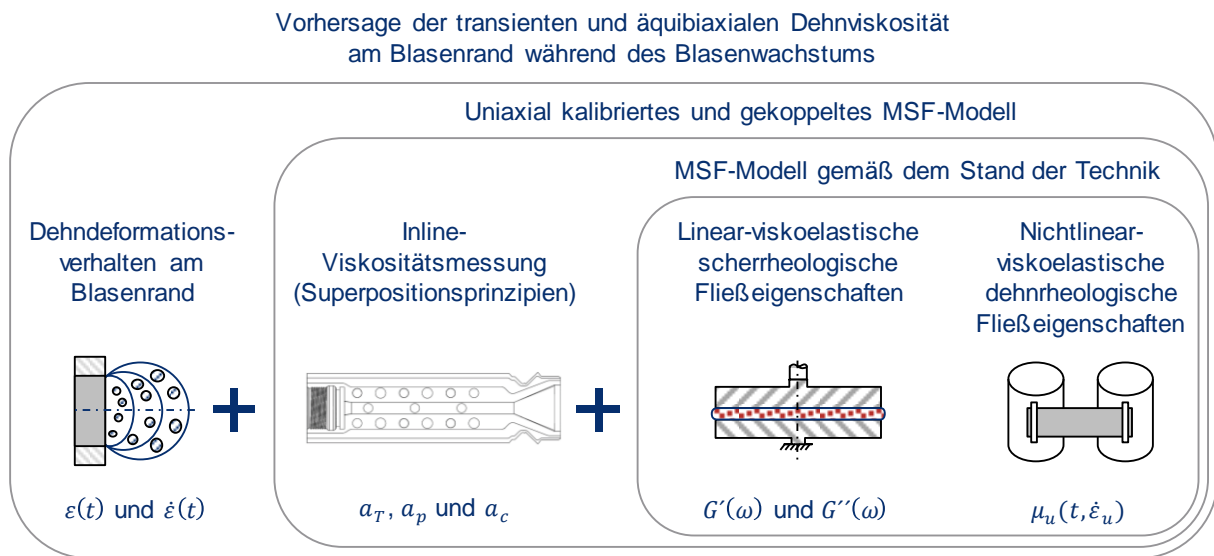 Vorhersage der transienten und äquibiaxialen Dehnviskosität
am Blasenrand während des Blasenwachstums
Uniaxial kalibriertes und gekoppeltes MSF-Modell
MSF-Modell gemäß dem Stand der Technik
Dehndeformations-
verhalten am
Blasenrand
Inline-
Viskositätsmessung
(Superpositionsprinzipien)
Linear-viskoelastische
scherrheologische
Fließeigenschaften
Nichtlinear-
viskoelastische
dehnrheologische
Fließeigenschaften
+
+
ε(t) und ε̇(t)
a_T, a_p und a_c
G´(ω) und G´´(ω)
μ_u(t, ε̇_u)